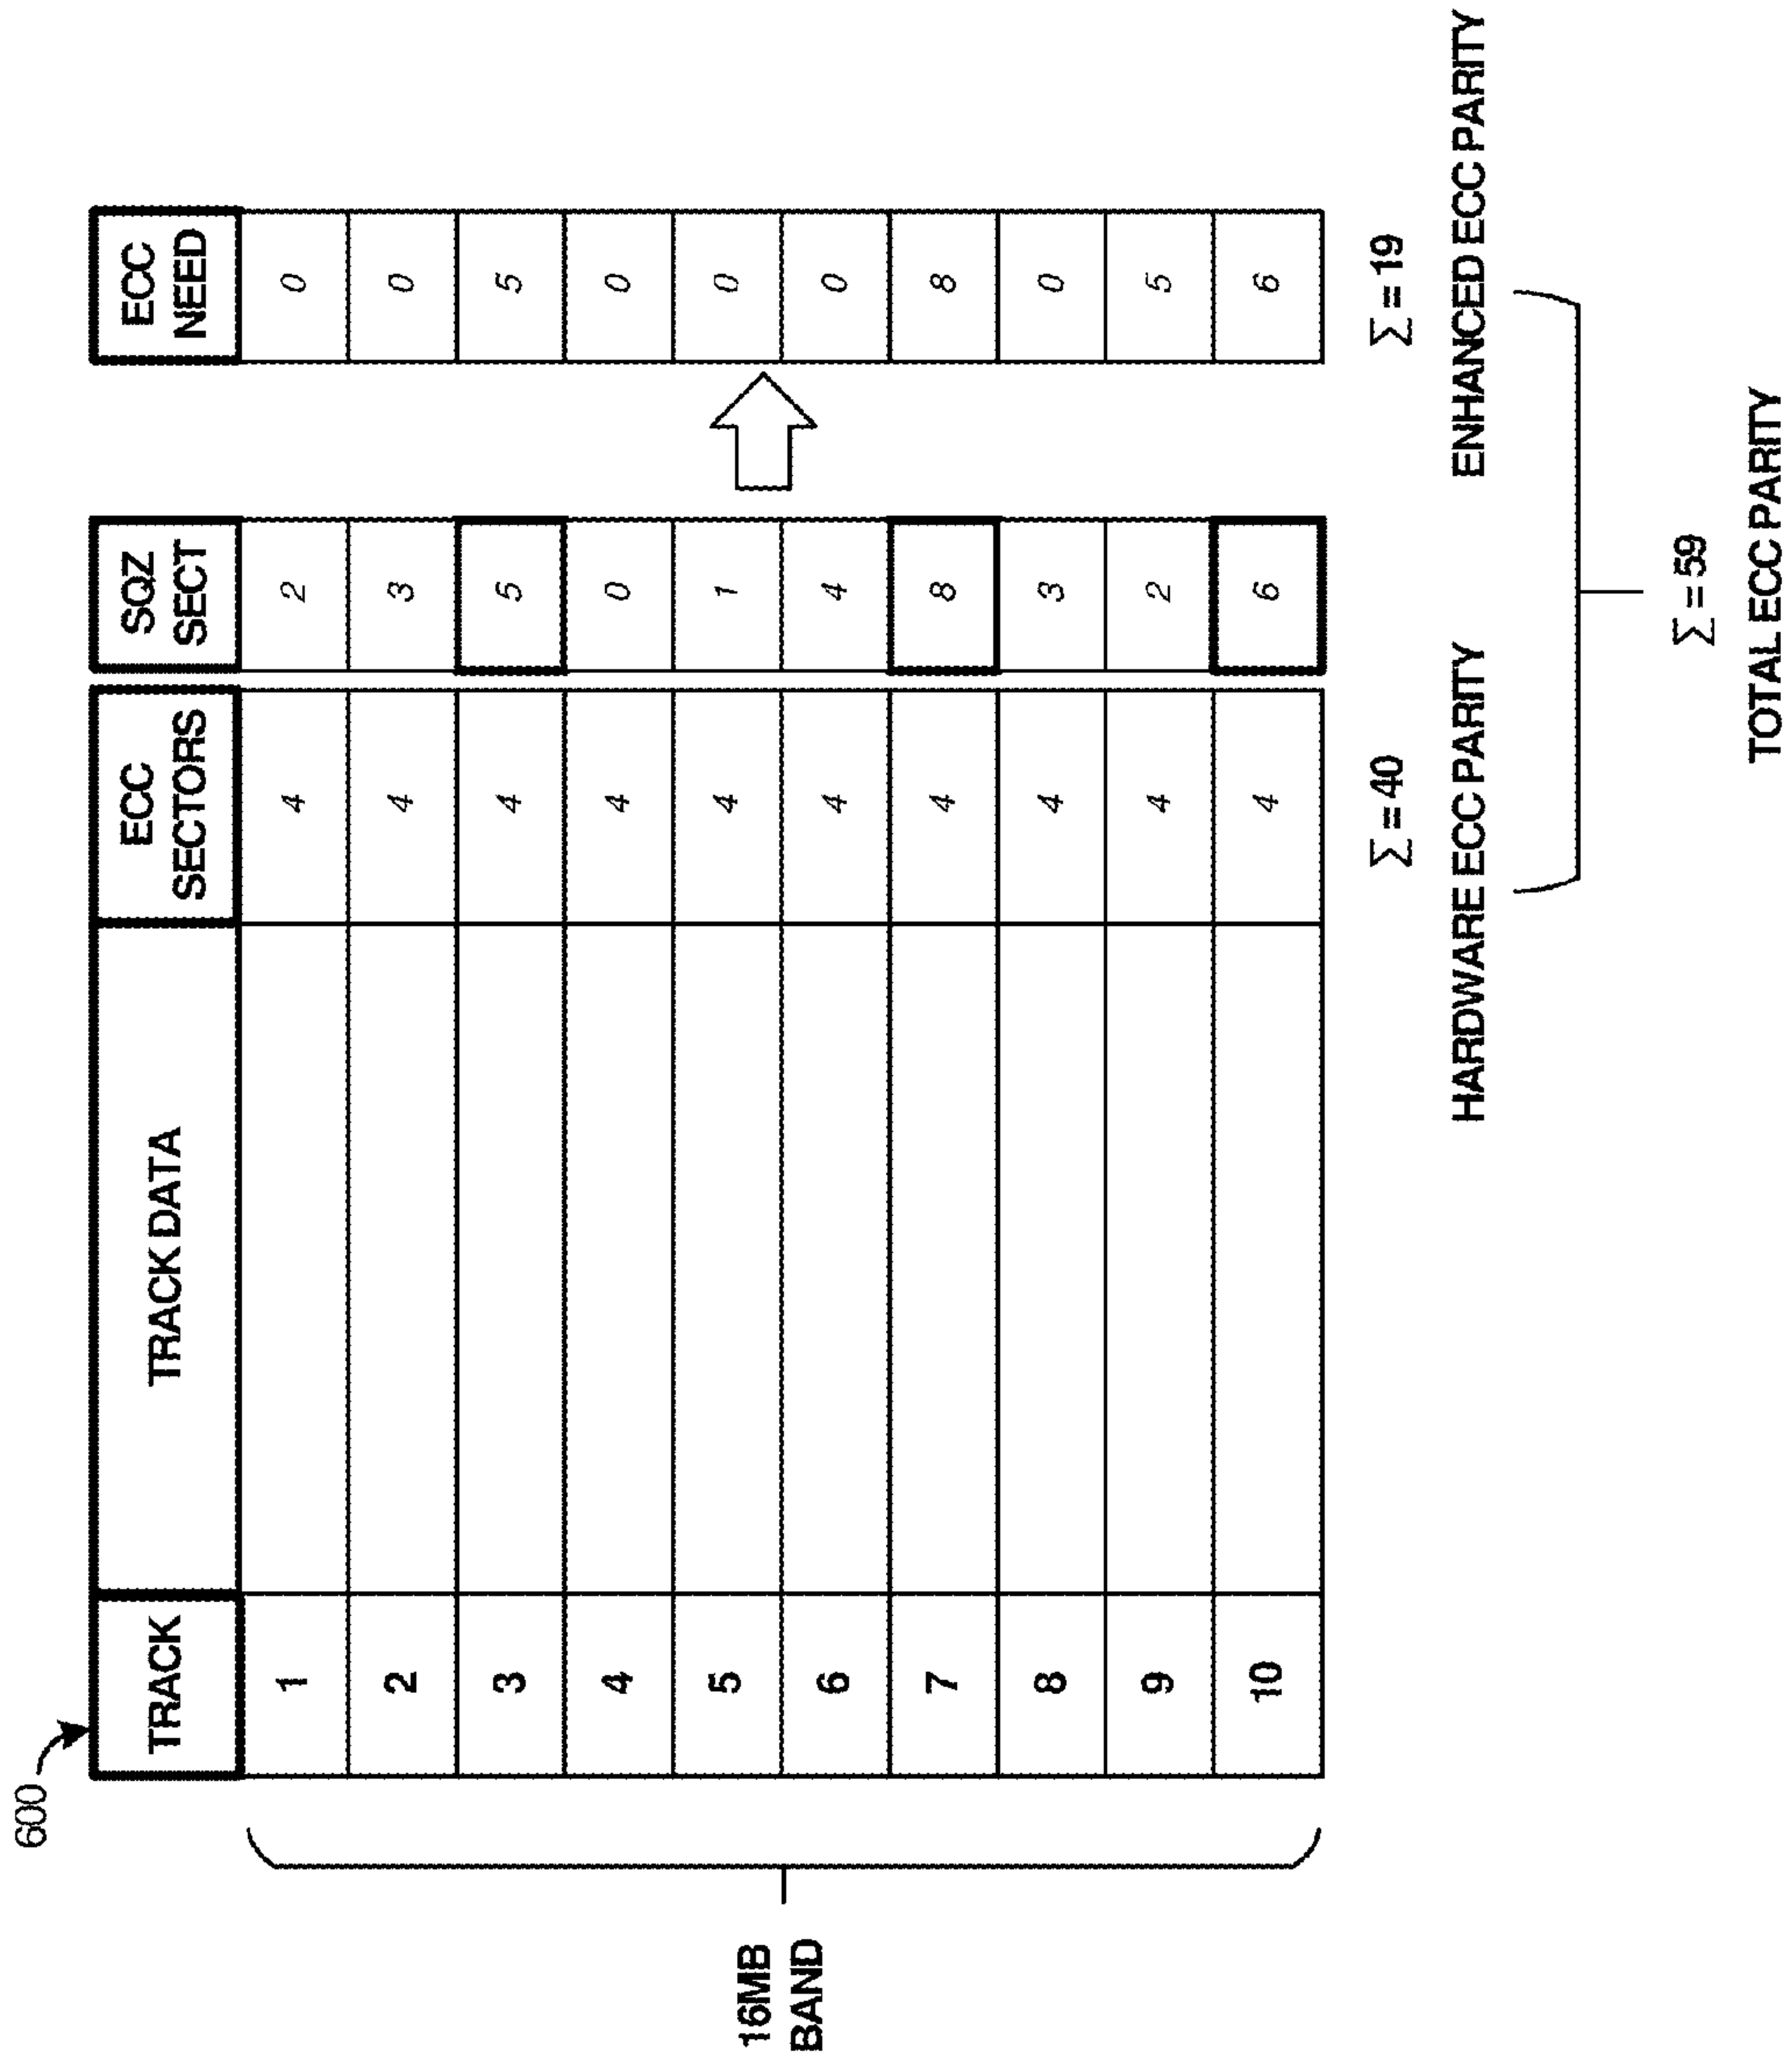 600
TRACK
TRACK DATA
ECC
SECTORS
SQZ
SECT
ECC
NEED
1 4 2 0
2 4 3 0
3 4 5 5
4 4 0 0
5 4 1 0
6 4 4 0
7 4 8 8
8 4 3 0
9 4 2 5
10 4 6 6
16MB
BAND
Σ = 40
HARDWARE ECC PARITY
Σ = 19
ENHANCED ECC PARITY
Σ = 59
TOTAL ECC PARITY